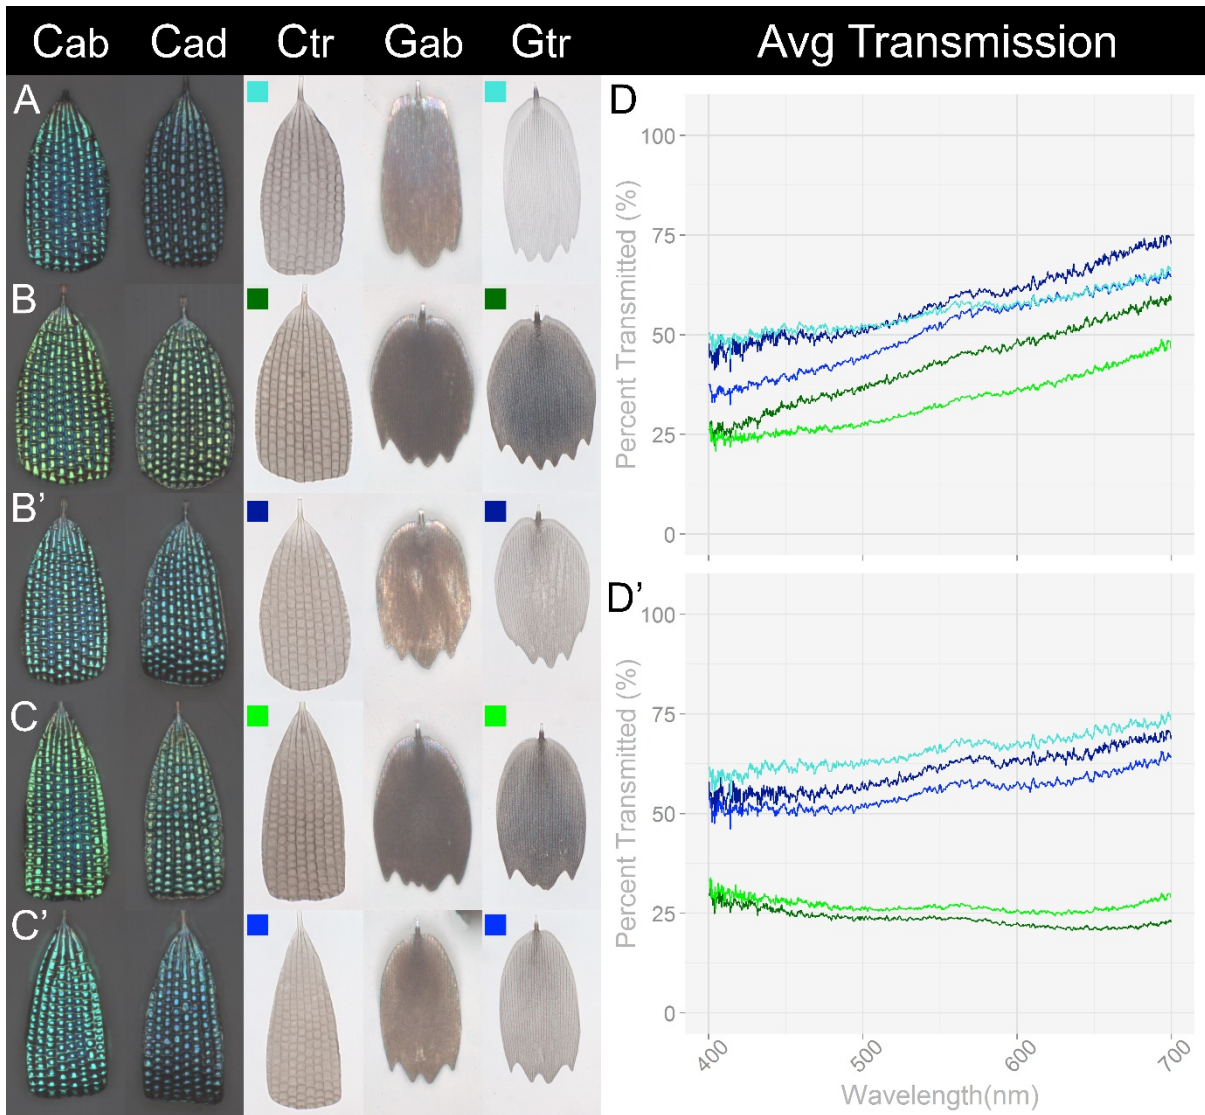 Cab Cad Ctr Gab Gtr Avg Transmission
A
B
B’
C
C’
D
100
75
50
25
0
Percent Transmitted (%)
D’
100
75
50
25
0
Percent Transmitted (%)
400 500 600 700
Wavelength(nm)